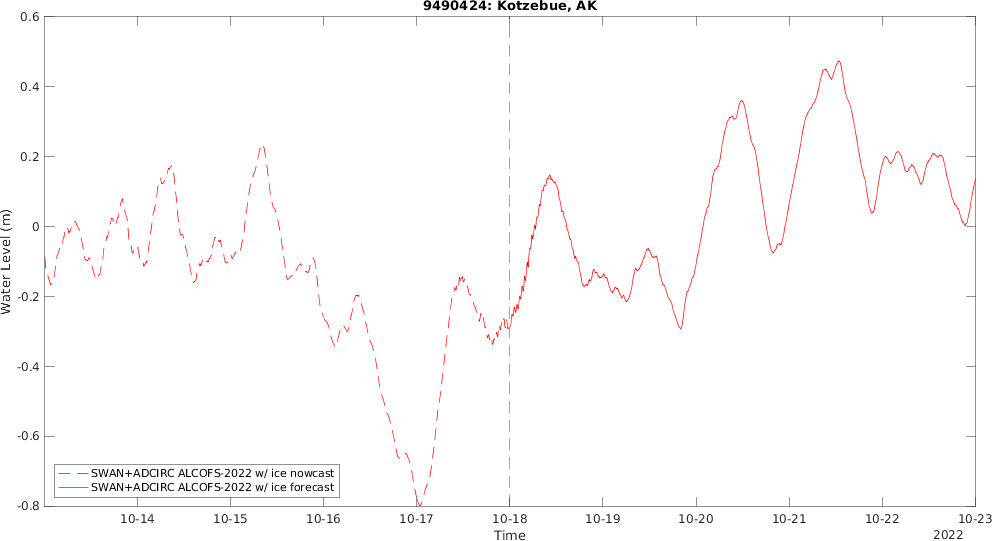 9490424: Kotzebue, AK
0.6
0.4
0.2
0
-0.2
-0.4
-0.6
-0.8
Water Level (m)
SWAN+ADCIRC ALCOFS-2022 w/ ice nowcast
SWAN+ADCIRC ALCOFS-2022 w/ ice forecast
10-14 10-15 10-16 10-17 10-18 10-19 10-20 10-21 10-22 10-23
Time
2022